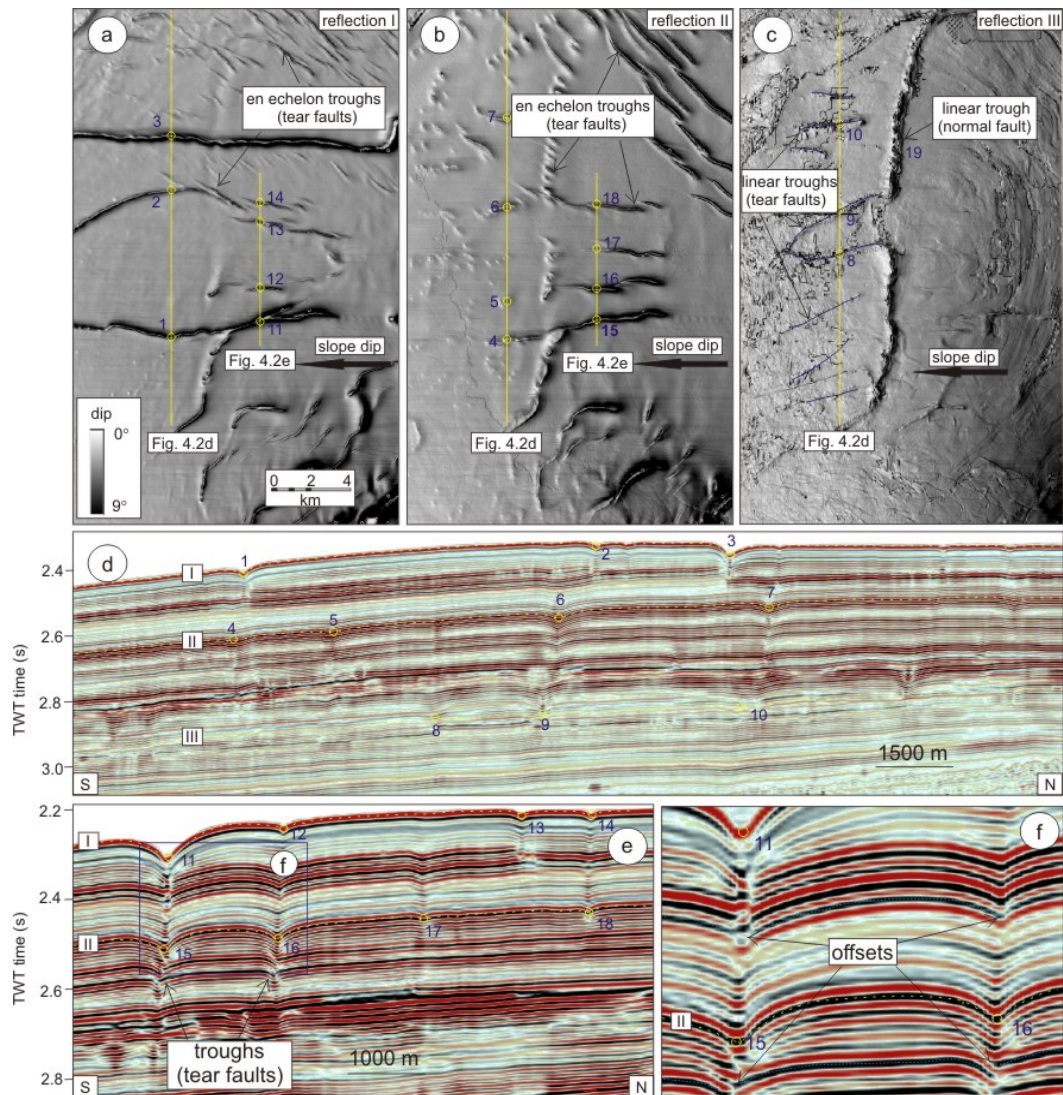 a
reflection I
3
en echelon troughs
(tear faults)
2
14
13
12
1
11
Fig. 4.2e
slope dip
dip
0°
9°
Fig. 4.2d
0 2 4
km
b
reflection II
7
en echelon troughs
(tear faults)
6
18
17
5
16
4
15
Fig. 4.2e
slope dip
Fig. 4.2d
c
reflection III
10
linear trough
(normal fault)
19
linear troughs
(tear faults)
9
8
slope dip
Fig. 4.2d
d
TWT time (s)
2.4
2.6
2.8
3.0
I
II
III
1
2
3
4
5
6
7
8
9
10
1500 m
S
N
e
TWT time (s)
2.2
2.4
2.6
2.8
I
II
11
12
13
14
f
15
16
17
18
troughs
(tear faults)
1000 m
S
N
f
11
offsets
II
15
16